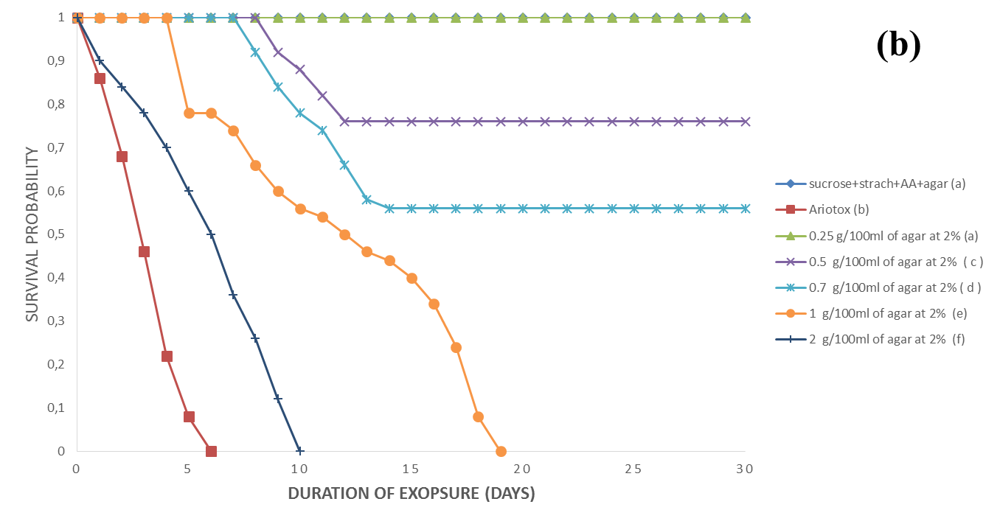 (b)
1
0,9
0,8
0,7
0,6
0,5
0,4
0,3
0,2
0,1
0
SURVIVAL PROBABILITY
0 5 10 15 20 25 30
DURATION OF EXOPSURE (DAYS)
sucrose+strach+AA+agar (a)
Ariotox (b)
0.25 g/100ml of agar at 2% (a)
0.5 g/100ml of agar at 2% ( c )
0.7 g/100ml of agar at 2% ( d )
1 g/100ml of agar at 2% (e)
2 g/100ml of agar at 2% (f)